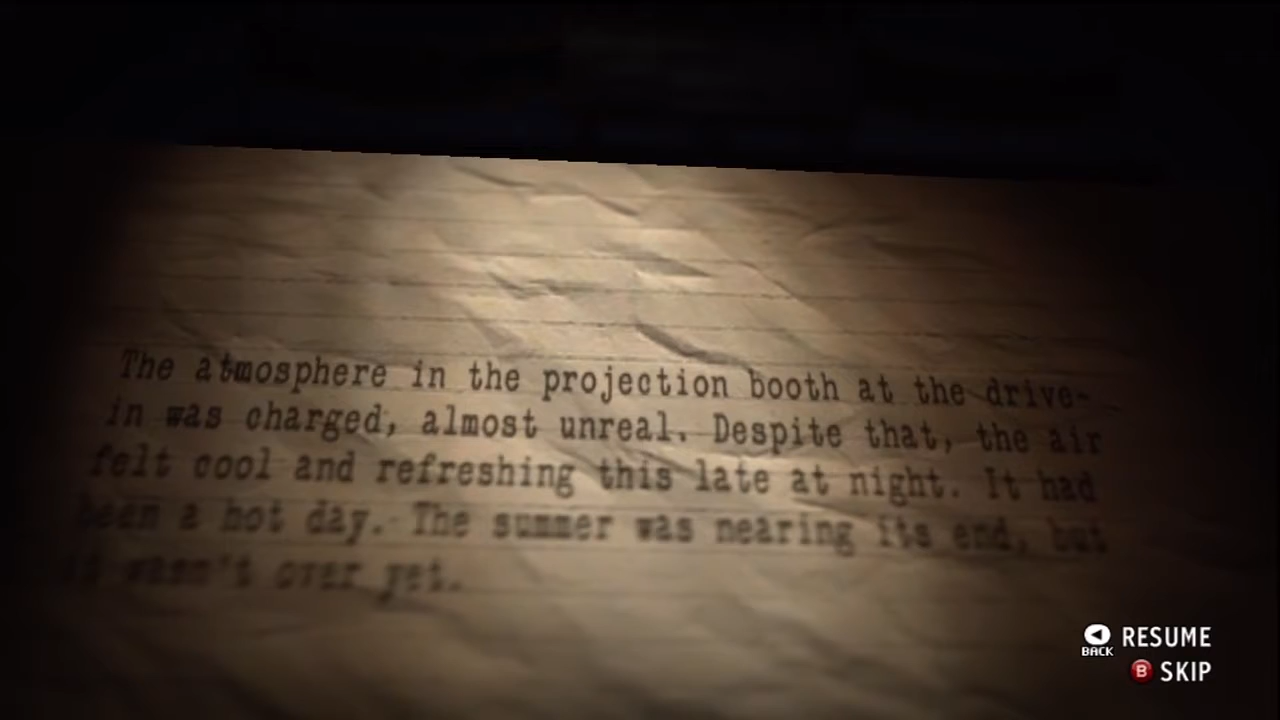 The atmosphere in the projection booth at the drive-
in was charged, almost unreal. Despite that, the air
felt cool and refreshing this late at night. It had
been a hot day. The summer was nearing its end, but
it wasn't over yet.
BACK RESUME
B SKIP